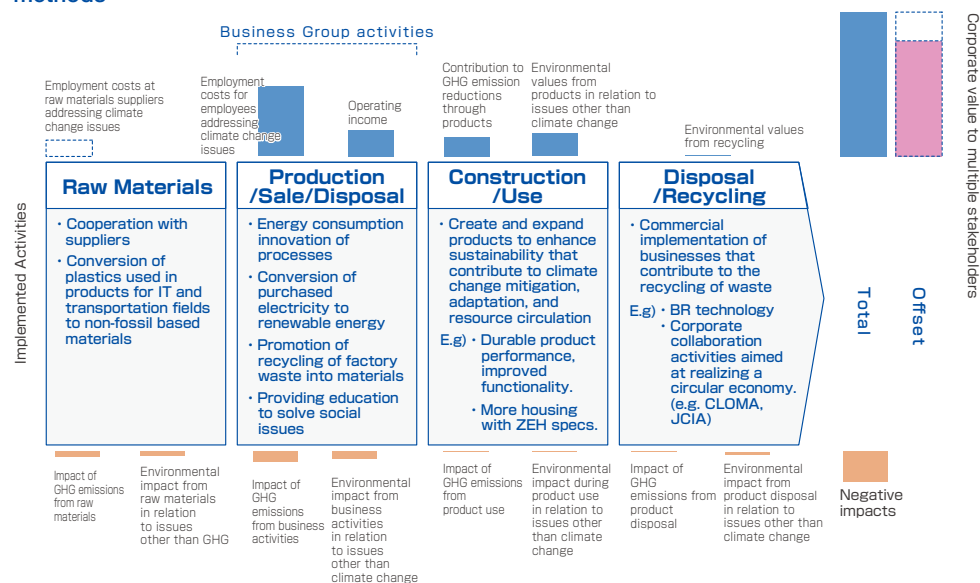 methods
Business Group activities
Employment costs at
raw materials suppliers
addressing climate
change issues
Employment
costs for
employees
addressing
climate change
issues
Operating
income
Contribution to
GHG emission
reductions
through
products
Environmental
values from
products in relation to
issues other than
climate change
Environmental values
from recycling
Corporate value to multiple stakeholders
Implemented Activities
Raw Materials
・Cooperation with
suppliers
・Conversion of
plastics used in
products for IT and
transportation fields
to non-fossil based
materials
Production
/Sale/Disposal
・Energy consumption
innovation of
processes
・Conversion of
purchased
electricity to
renewable energy
・Promotion of
recycling of factory
waste into materials
・Providing education
to solve social
issues
Construction
/Use
・Create and expand
products to enhance
sustainability that
contribute to climate
change mitigation,
adaptation, and
resource circulation
E.g)・Durable product
performance,
improved
functionality.
・More housing
with ZEH specs.
Disposal
/Recycling
・Commercial
implementation of
businesses that
contribute to the
recycling of waste
E.g)・BR technology
・Corporate
collaboration
activities aimed
at realizing a
circular economy.
(e.g. CLOMA,
JCIA)
Total
Offset
Impact of
GHG emissions
from raw
materials
Environmental
impact from
raw materials
in relation
to issues
other than GHG
Impact of
GHG
emissions
from business
activities
Environmental
impact from
business
activities
in relation
to issues
other than
climate change
Impact of
GHG emissions
from
product use
Environmental
impact during
product use
in relation to
issues other
than climate
change
Impact of
GHG
emissions from
product
disposal
Environmental
impact from
product disposal
in relation to
issues other than
climate change
Negative
impacts